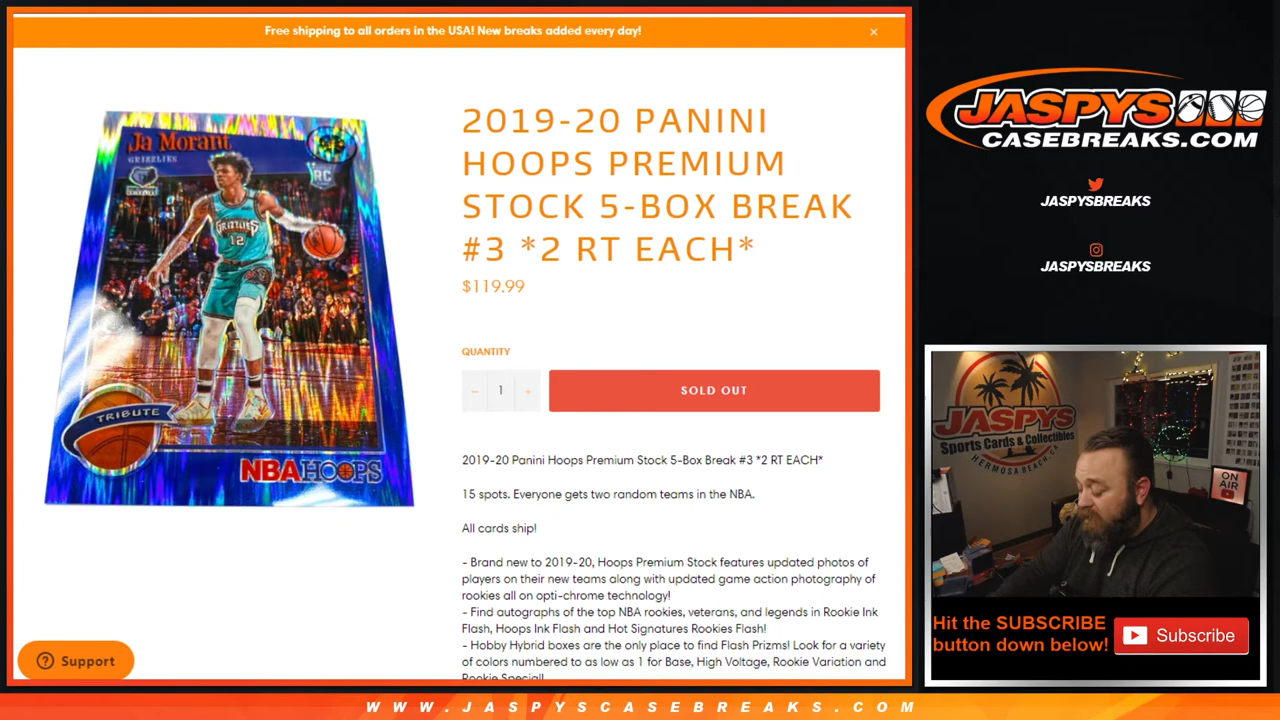 Free shipping to all orders in the USA! New breaks added every day!
×
Ja Morant
GRIZZLIES
RC
GRIZZLIES
12
TRIBUTE
NBA HOOPS
2019-20 PANINI
HOOPS PREMIUM
STOCK 5-BOX BREAK
#3 *2 RT EACH*
$119.99
QUANTITY
− 1 +
SOLD OUT
2019-20 Panini Hoops Premium Stock 5-Box Break #3 *2 RT EACH*
15 spots. Everyone gets two random teams in the NBA.
All cards ship!
- Brand new to 2019-20, Hoops Premium Stock features updated photos of
players on their new teams along with updated game action photography of
rookies all on opti-chrome technology!
- Find autographs of the top NBA rookies, veterans, and legends in Rookie Ink
Flash, Hoops Ink Flash and Hot Signatures Rookies Flash!
- Hobby Hybrid boxes are the only place to find Flash Prizms! Look for a variety
of colors numbered to as low as 1 for Base, High Voltage, Rookie Variation and
Rookie Special!
Support
JASPYS
CASEBREAKS.COM
JASPYSBREAKS
JASPYSBREAKS
JASPYS
Sports Cards & Collectibles
HERMOSA BEACH, CA
ON
AIR
Hit the SUBSCRIBE
button down below!
Subscribe
WWW.JASPYSCASEBREAKS.COM